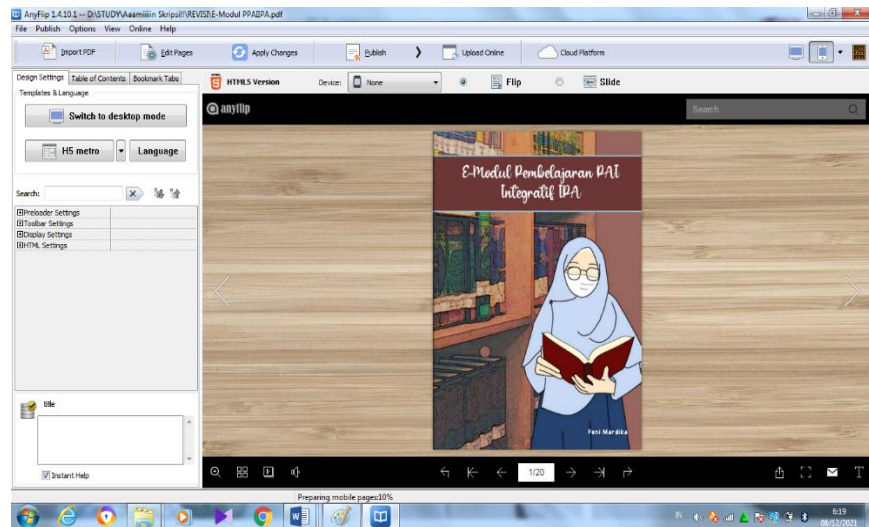 AnyFlip 1.4.10.1 -- D:\STUDY\Aaamiiiin Skripsi!!\REVISI\E-Modul PPAIIPA.pdf
File Publish Options View Online Help
Import PDF Edit Pages Apply Changes Publish Upload Online Cloud Platform
Design Settings Table of Contents Bookmark Tabs
HTML5 Version Device: None Flip Slide
Templates & Language
Switch to desktop mode
H5 metro Language
anyflip Search
Search:
Preloader Settings
Toolbar Settings
Display Settings
HTML Settings
E-Modul Pembelajaran PAI
Integratif IPA
Feni Mardika
title
Instant Help
1/20
Preparing mobile pages:10%
IN 6:19
08/12/2021